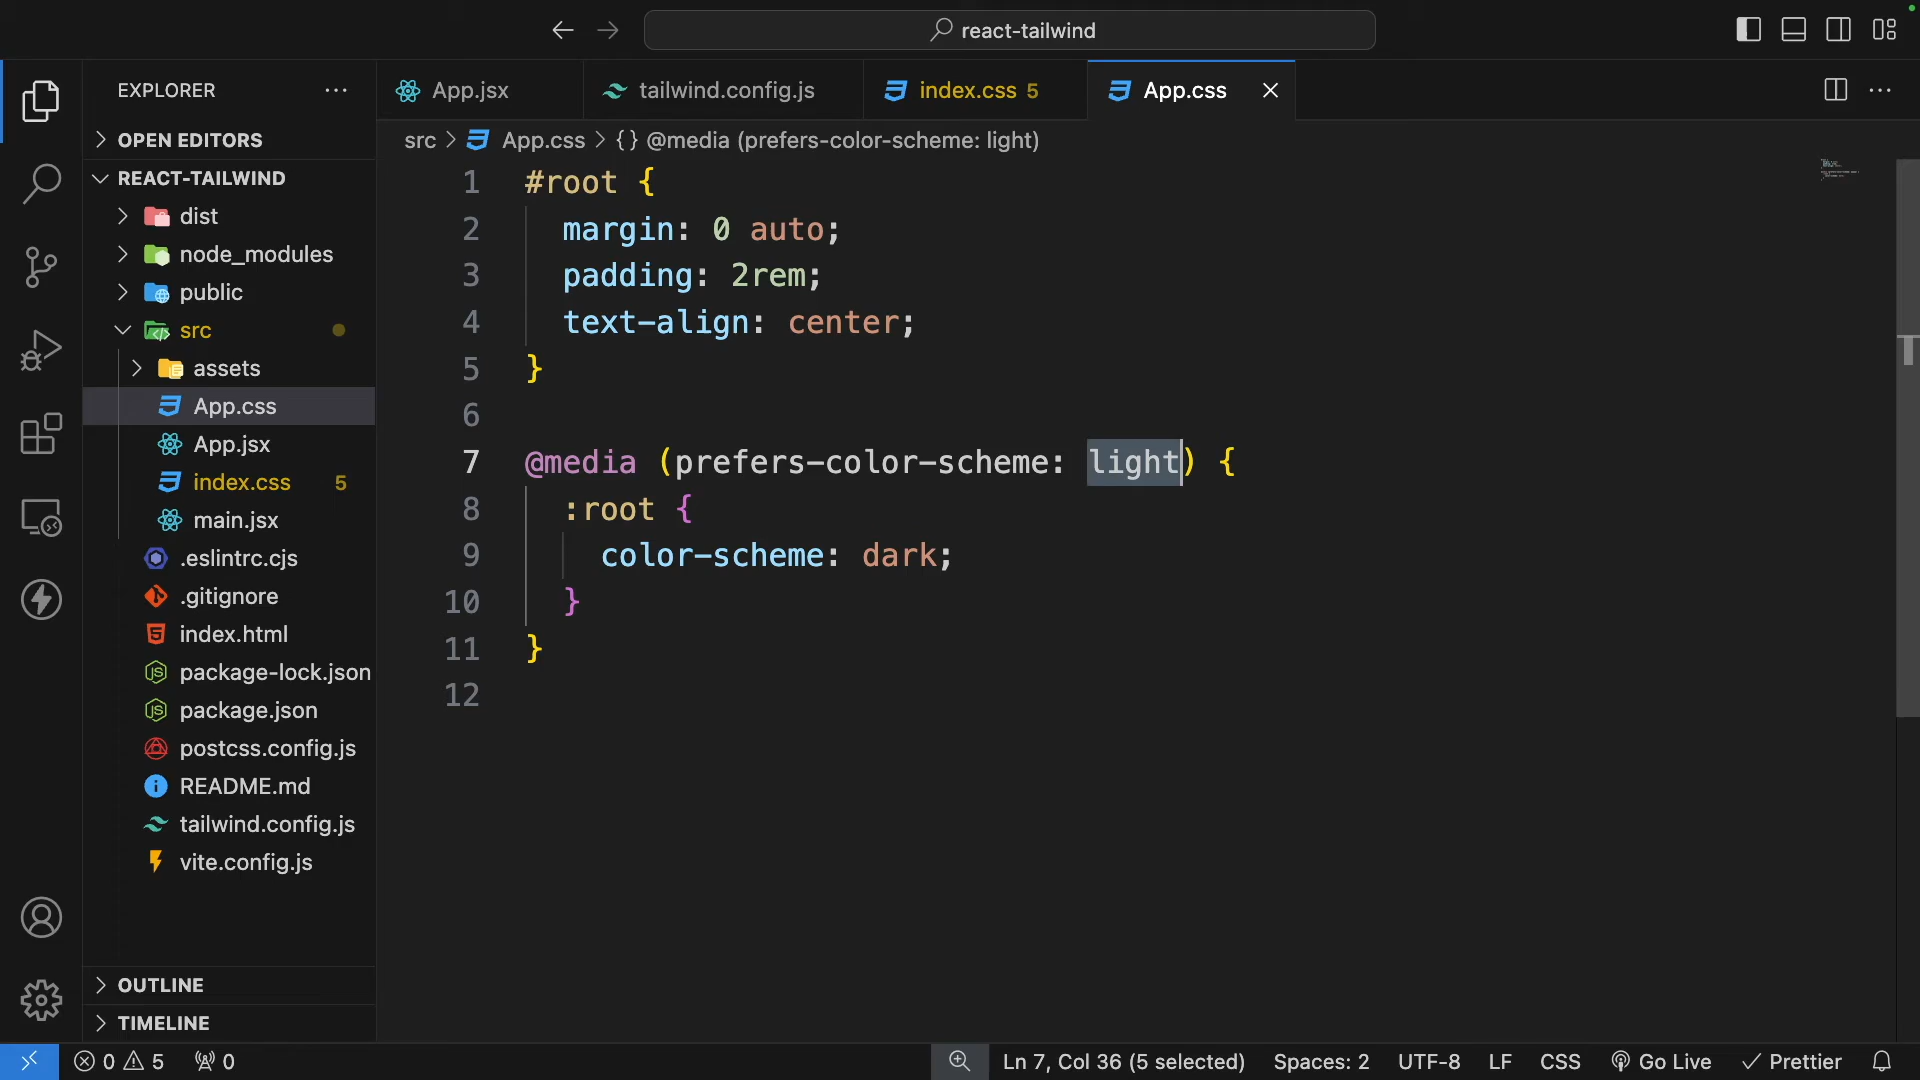 react-tailwind
EXPLORER
App.jsx
tailwind.config.js
index.css 5
App.css
OPEN EDITORS
src > App.css > {} @media (prefers-color-scheme: light)
REACT-TAILWIND
dist
node_modules
public
src
assets
App.css
App.jsx
index.css 5
main.jsx
.eslintrc.cjs
.gitignore
index.html
package-lock.json
package.json
postcss.config.js
README.md
tailwind.config.js
vite.config.js
OUTLINE
TIMELINE
1 #root {
2   margin: 0 auto;
3   padding: 2rem;
4   text-align: center;
5 }
6
7 @media (prefers-color-scheme: light) {
8   :root {
9     color-scheme: dark;
10   }
11 }
12
0 5 0 Ln 7, Col 36 (5 selected) Spaces: 2 UTF-8 LF CSS Go Live Prettier